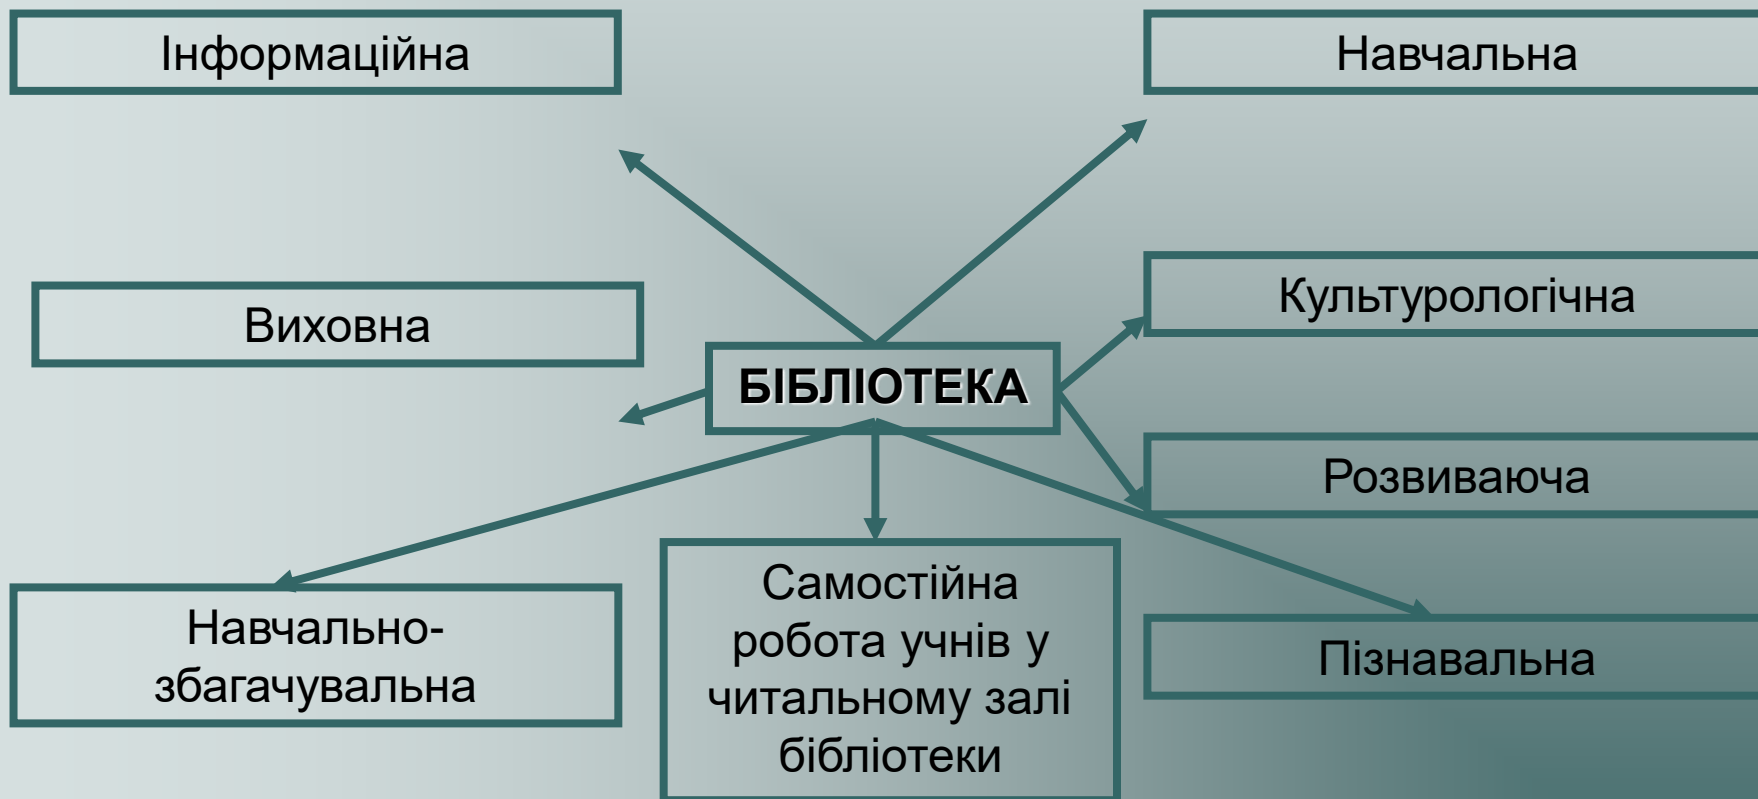 Інформаційна
Навчальна
Виховна
Культурологічна
БІБЛІОТЕКА
Розвиваюча
Навчально-
збагачувальна
Самостійна
робота учнів у
читальному залі
бібліотеки
Пізнавальна